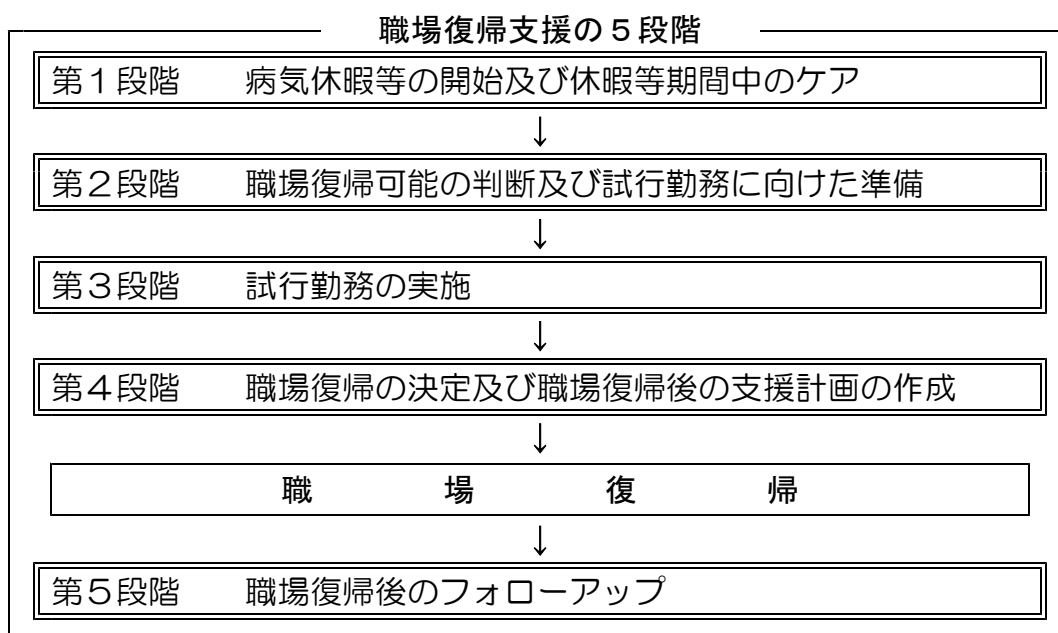 職場復帰支援の５段階
第１段階　　病気休暇等の開始及び休暇等期間中のケア
↓
第２段階　　職場復帰可能の判断及び試行勤務に向けた準備
↓
第３段階　　試行勤務の実施
↓
第４段階　　職場復帰の決定及び職場復帰後の支援計画の作成
↓
職　　場　　復　　帰
↓
第５段階　　職場復帰後のフォローアップ